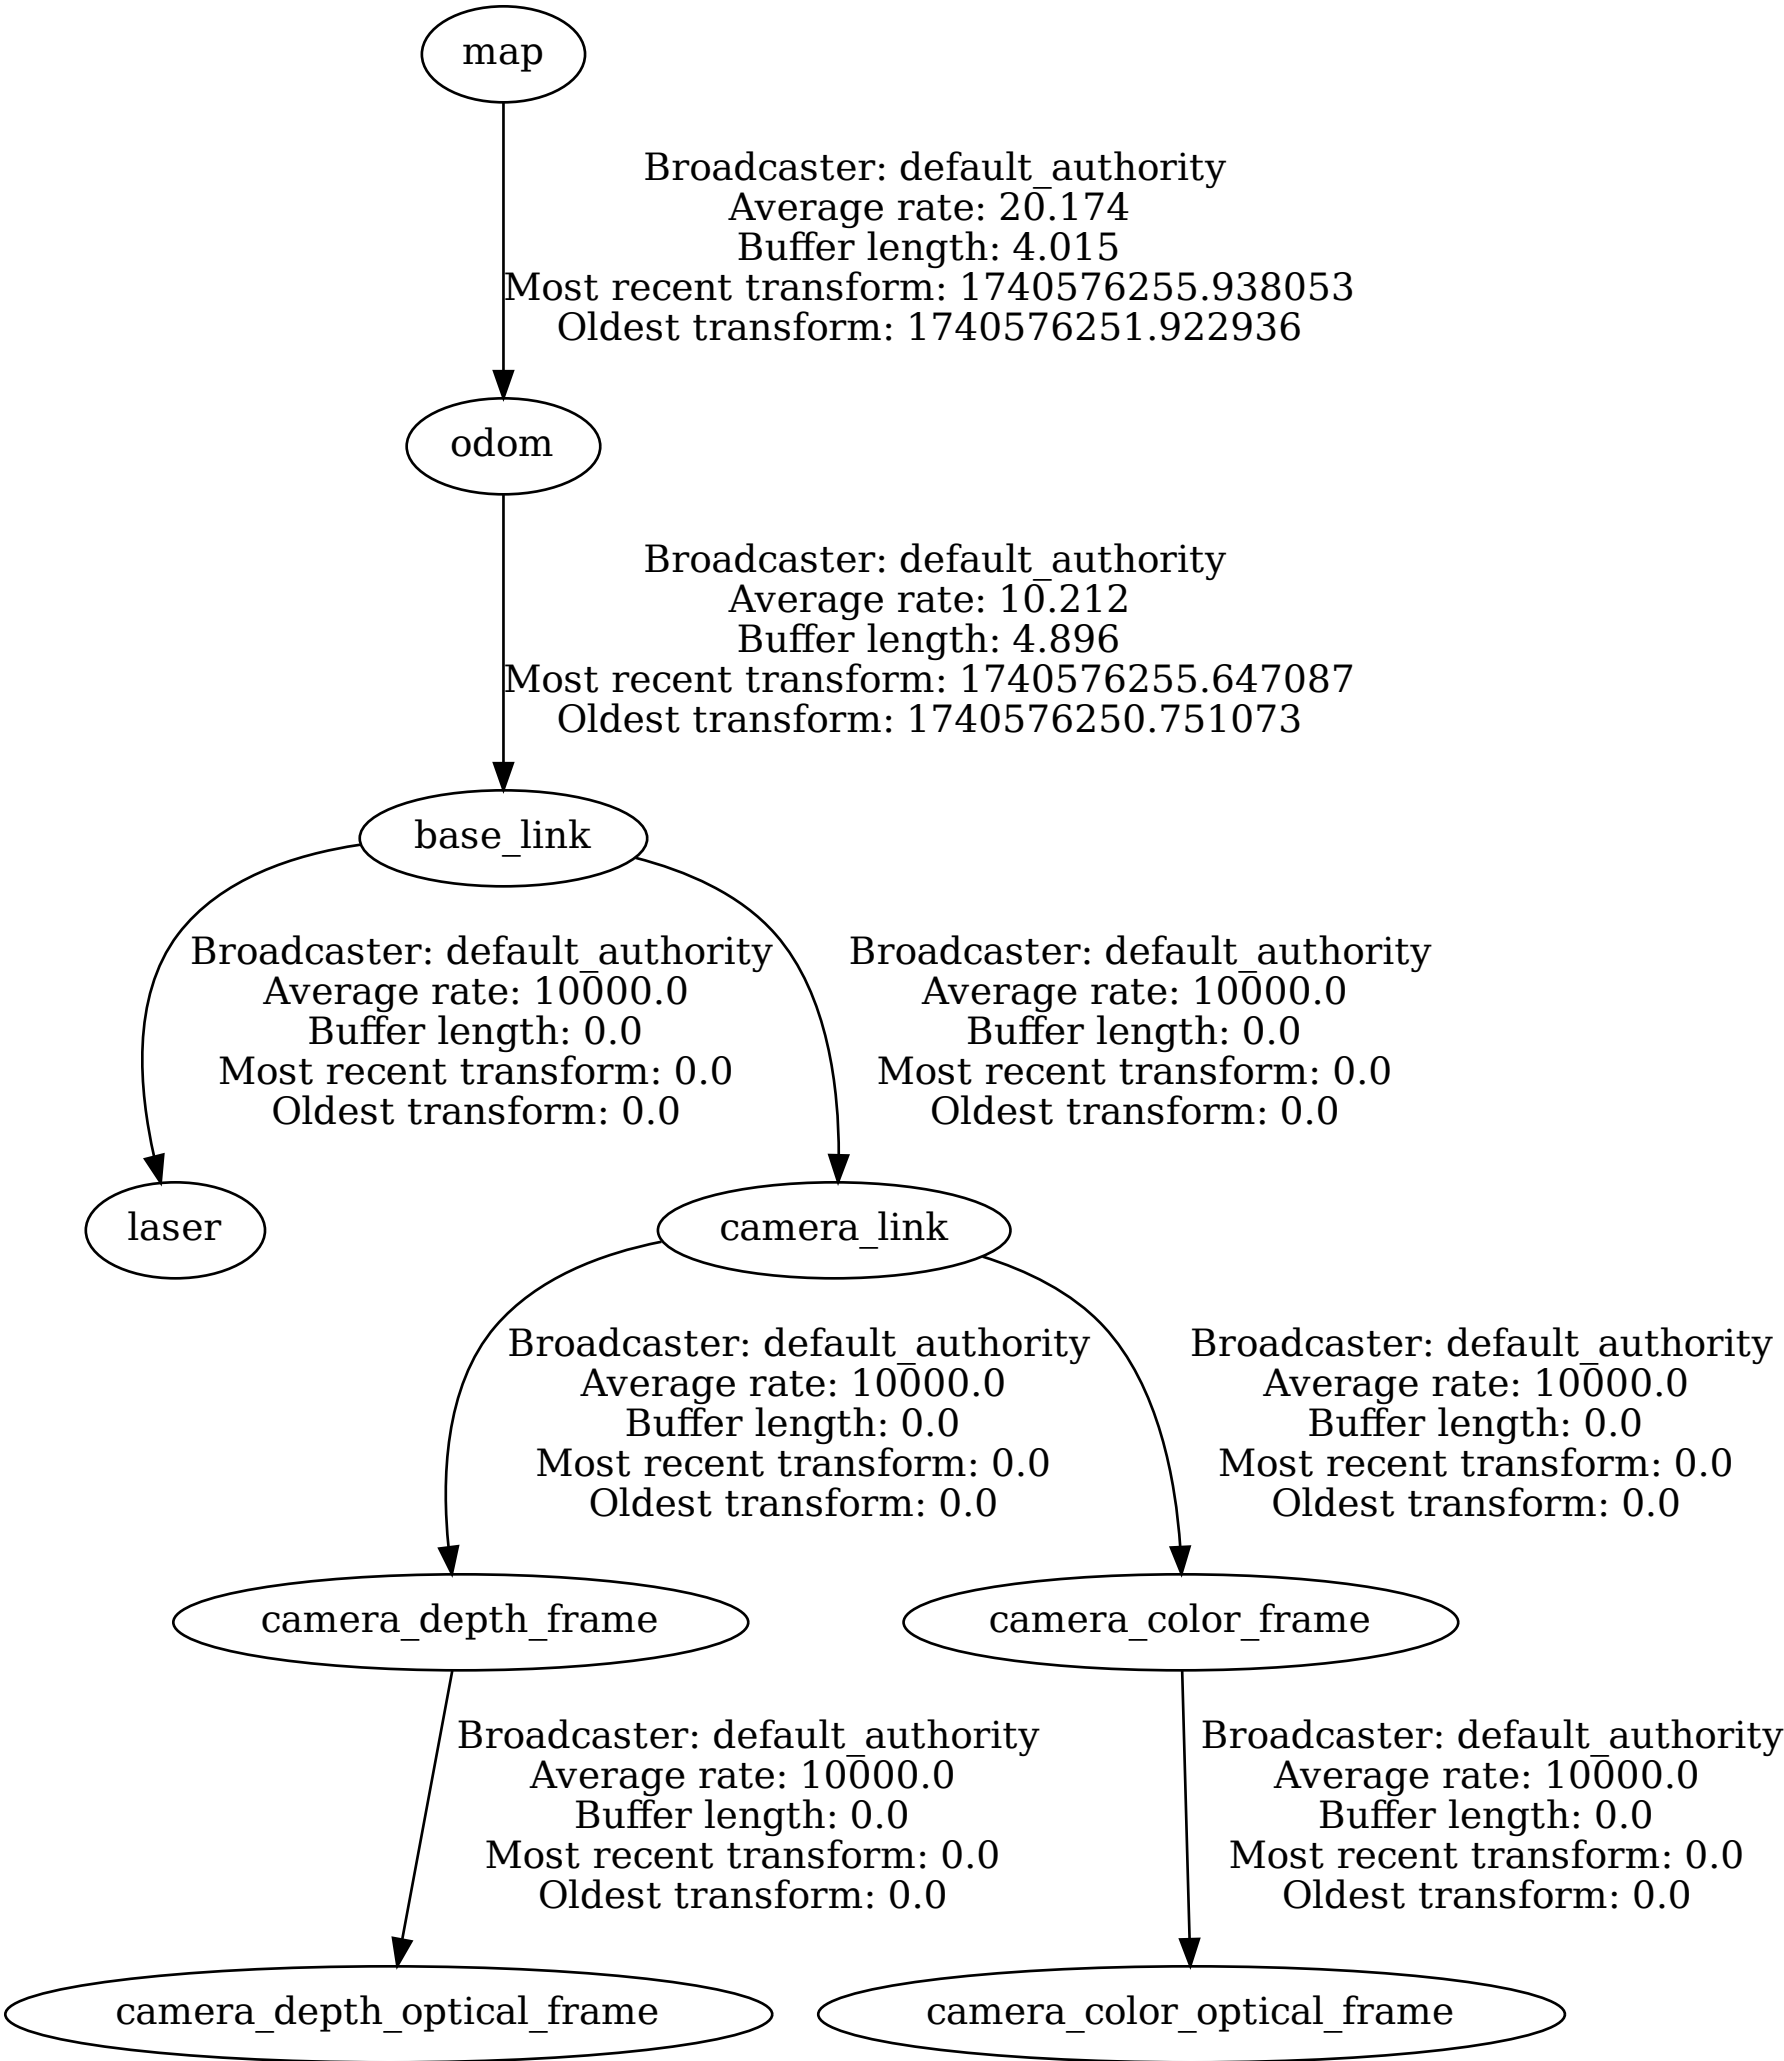 map
Broadcaster: default_authority
Average rate: 20.174
Buffer length: 4.015
Most recent transform: 1740576255.938053
Oldest transform: 1740576251.922936
odom
Broadcaster: default_authority
Average rate: 10.212
Buffer length: 4.896
Most recent transform: 1740576255.647087
Oldest transform: 1740576250.751073
base_link
Broadcaster: default_authority
Average rate: 10000.0
Buffer length: 0.0
Most recent transform: 0.0
Oldest transform: 0.0
Broadcaster: default_authority
Average rate: 10000.0
Buffer length: 0.0
Most recent transform: 0.0
Oldest transform: 0.0
laser
camera_link
Broadcaster: default_authority
Average rate: 10000.0
Buffer length: 0.0
Most recent transform: 0.0
Oldest transform: 0.0
Broadcaster: default_authority
Average rate: 10000.0
Buffer length: 0.0
Most recent transform: 0.0
Oldest transform: 0.0
camera_depth_frame
camera_color_frame
Broadcaster: default_authority
Average rate: 10000.0
Buffer length: 0.0
Most recent transform: 0.0
Oldest transform: 0.0
Broadcaster: default_authority
Average rate: 10000.0
Buffer length: 0.0
Most recent transform: 0.0
Oldest transform: 0.0
camera_depth_optical_frame
camera_color_optical_frame